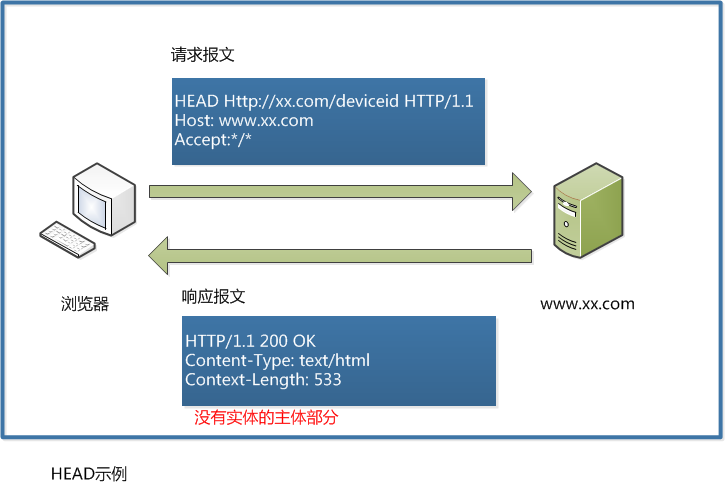 请求报文
HEAD Http://xx.com/deviceid HTTP/1.1
Host: www.xx.com
Accept:*/*
浏览器
www.xx.com
响应报文
HTTP/1.1 200 OK
Content-Type: text/html
Context-Length: 533
没有实体的主体部分
HEAD示例